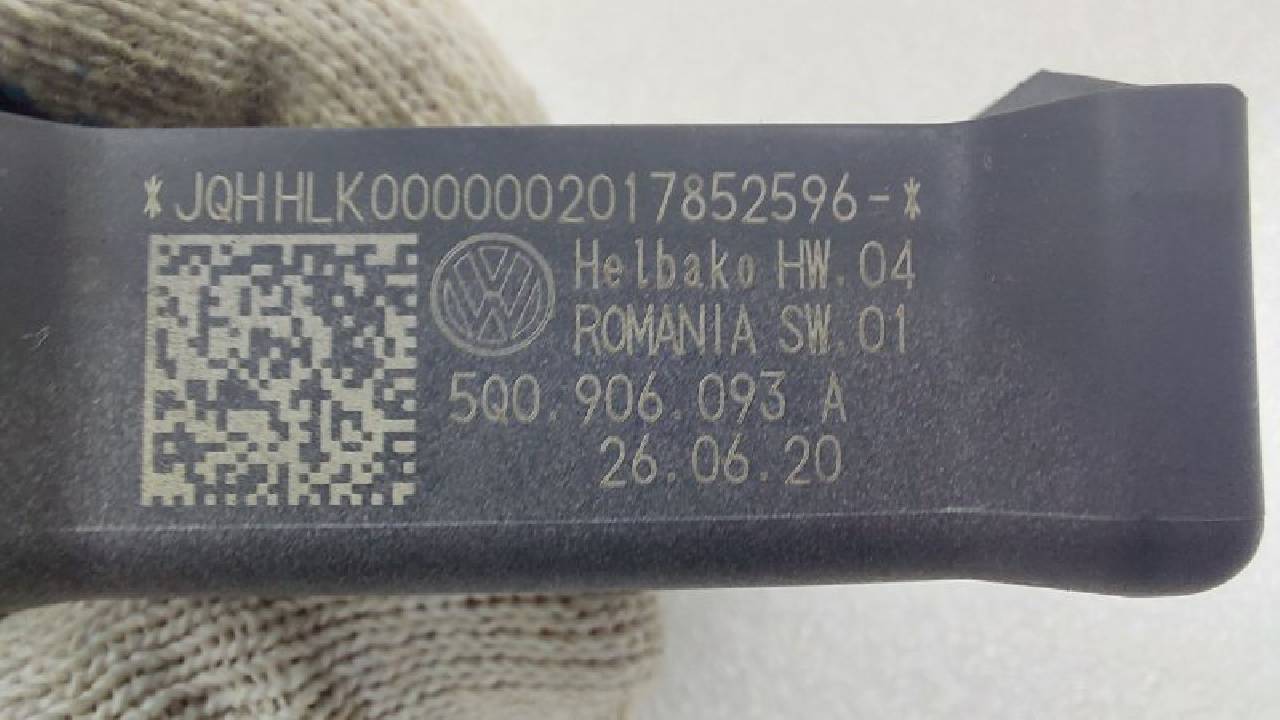 *JQHHLK0000002017852596-*
Helbako HW.04
ROMANIA SW.01
5Q0.906.093 A
26.06.20